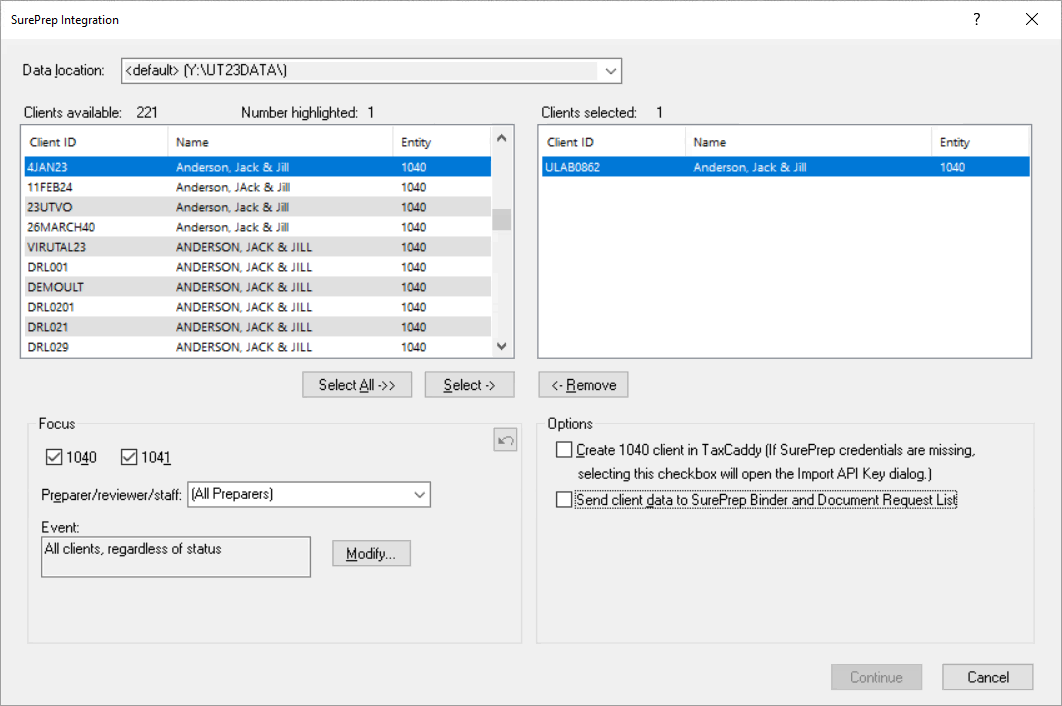 SurePrep Integration
?
Data location: <default> (Y:\UT23DATA\)
Clients available: 221 Number highlighted: 1 Clients selected: 1
Client ID Name Entity Client ID Name Entity
4JAN23 Anderson, Jack & Jill 1040 ULAB0862 Anderson, Jack & Jill 1040
11FEB24 Anderson, JAck & Jill 1040
23UTVO Anderson, Jack & Jill 1040
26MARCH40 Anderson, Jack & Jill 1040
VIRUTAL23 ANDERSON, JACK & JILL 1040
DRL001 ANDERSON, JACK & JILL 1040
DEMOULT ANDERSON, JACK & JILL 1040
DRL0201 ANDERSON, JACK & JILL 1040
DRL021 ANDERSON, JACK & JILL 1040
DRL029 ANDERSON, JACK & JILL 1040
Select All ->> Select -> <- Remove
Focus
1040 1041
Preparer/reviewer/staff: (All Preparers)
Event:
All clients, regardless of status
Modify...
Options
Create 1040 client in TaxCaddy (If SurePrep credentials are missing,
selecting this checkbox will open the Import API Key dialog.)
Send client data to SurePrep Binder and Document Request List
Continue Cancel